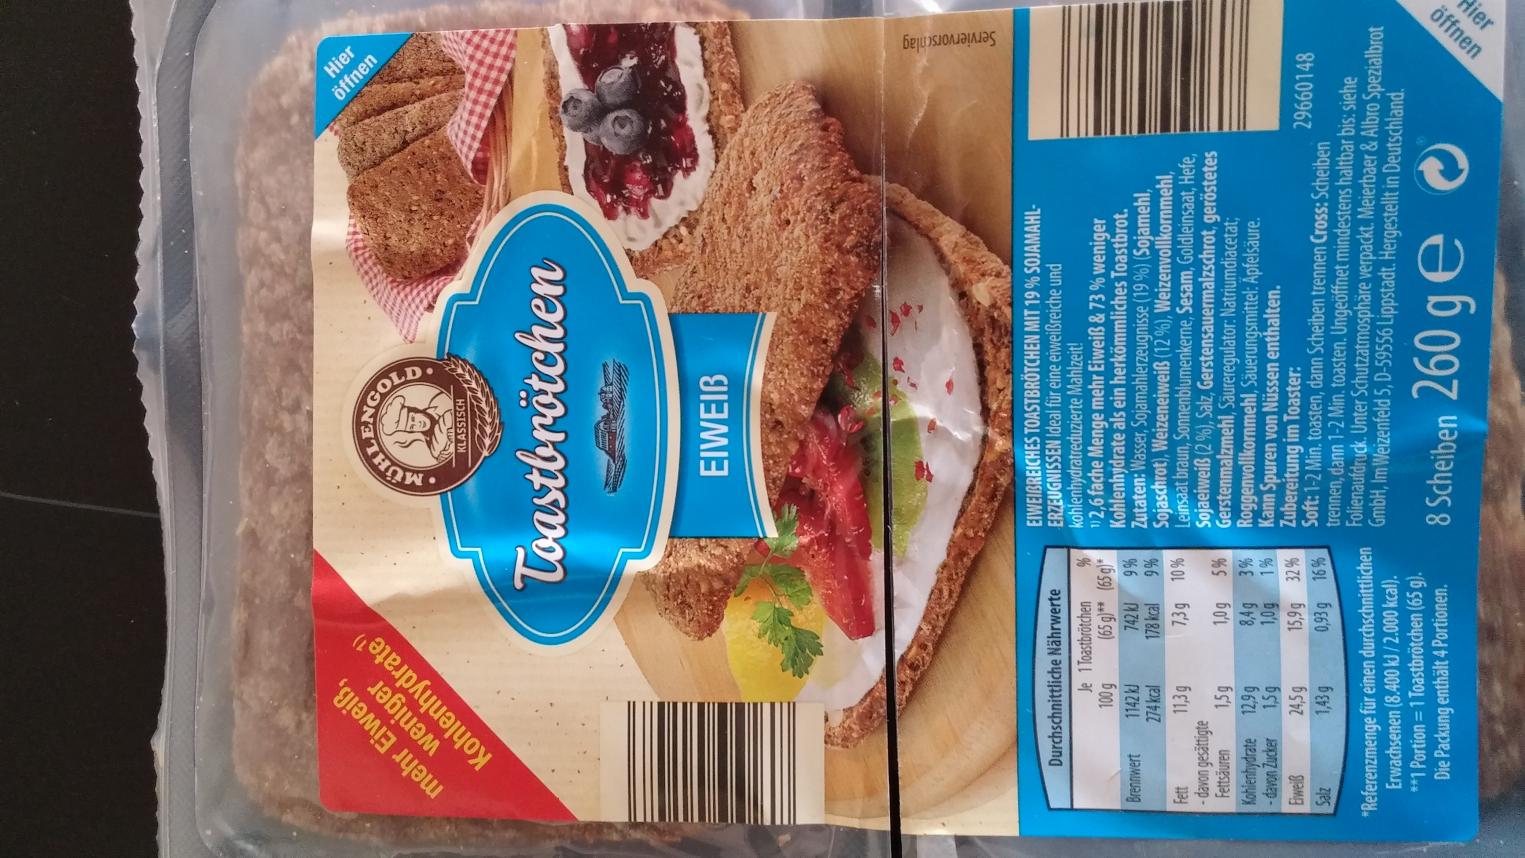 Hier
öffnen
mehr Eiweiß,
weniger
Kohlenhydrate¹⁾
MÜHLENGOLD
KLASSISCH
Toastbrötchen
EIWEIß
Serviervorschlag
EIWEIßREICHES TOASTBRÖTCHEN MIT 19 % SOJAMAHL-
ERZEUGNISSEN Ideal für eine eiweißreiche und
kohlenhydratreduzierte Mahlzeit!
¹⁾2,6 fache Menge mehr Eiweiß & 73 % weniger
Kohlenhydrate als ein herkömmliches Toastbrot.
Zutaten: Wasser, Sojamahlerzeugnisse (19 %) (Sojamehl,
Sojaschrot), Weizeneiweiß (12 %), Weizenvollkornmehl,
Leinsaat braun, Sonnenblumenkerne, Sesam, Goldleinsaat, Hefe,
Sojaeiweiß (2 %), Salz, Gerstensauermalzschrot, geröstetes
Gerstenmalzmehl, Säureregulator: Natriumdiacetat;
Roggenvollkornmehl, Säuerungsmittel: Äpfelsäure.
Kann Spuren von Nüssen enthalten.
Zubereitung im Toaster:
Soft: 1-2 Min. toasten, dann Scheiben trennen Cross: Scheiben
trennen, dann 1-2 Min. toasten. Ungeöffnet mindestens haltbar bis: siehe
Folienaufdruck. Unter Schutzatmosphäre verpackt. Meierbaer & Albro Spezialbrot
GmbH, Im Weizenfeld 5, D-59556 Lippstadt. Hergestellt in Deutschland.
8 Scheiben 260 g e
29660148
Hier
öffnen
Durchschnittliche Nährwerte
Je 1 Toastbrötchen %
100 g (65 g)** (65 g)*
Brennwert 1142 kJ 742 kJ 9 %
274 kcal 178 kcal 9 %
Fett 11,3 g 7,3 g 10 %
- davon gesättigte
Fettsäuren 1,5 g 1,0 g 5 %
Kohlenhydrate 12,9 g 8,4 g 3 %
- davon Zucker 1,5 g 1,0 g 1 %
Eiweiß 24,5 g 15,9 g 32 %
Salz 1,43 g 0,93 g 16 %
*Referenzmenge für einen durchschnittlichen
Erwachsenen (8.400 kJ / 2.000 kcal).
**1 Portion = 1 Toastbrötchen (65 g).
Die Packung enthält 4 Portionen.